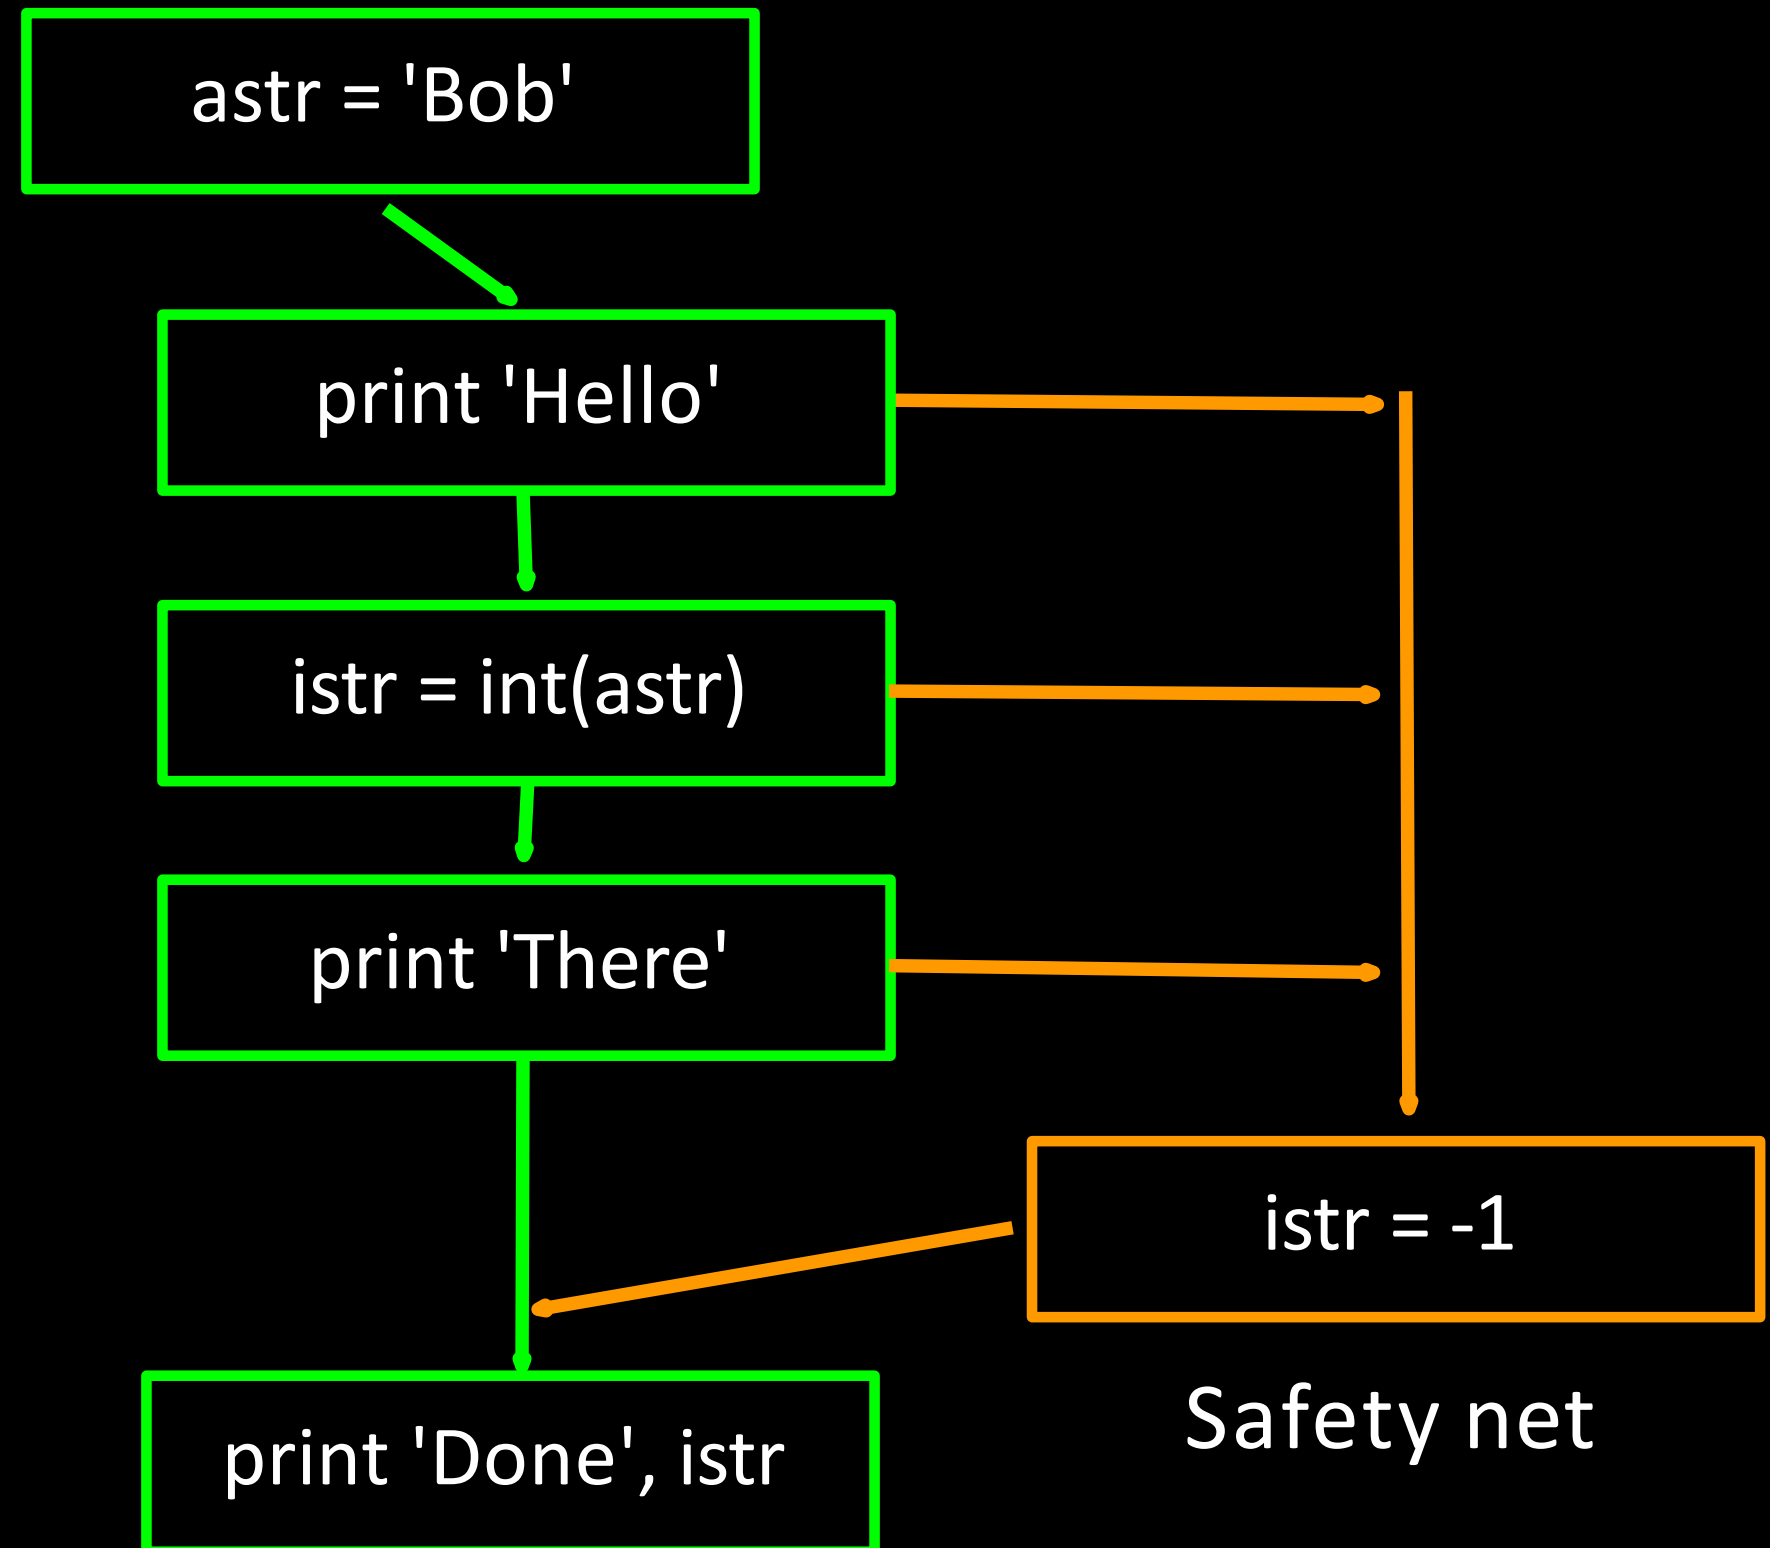 astr = 'Bob'
print 'Hello'
istr = int(astr)
print 'There'
istr = -1
Safety net
print 'Done', istr